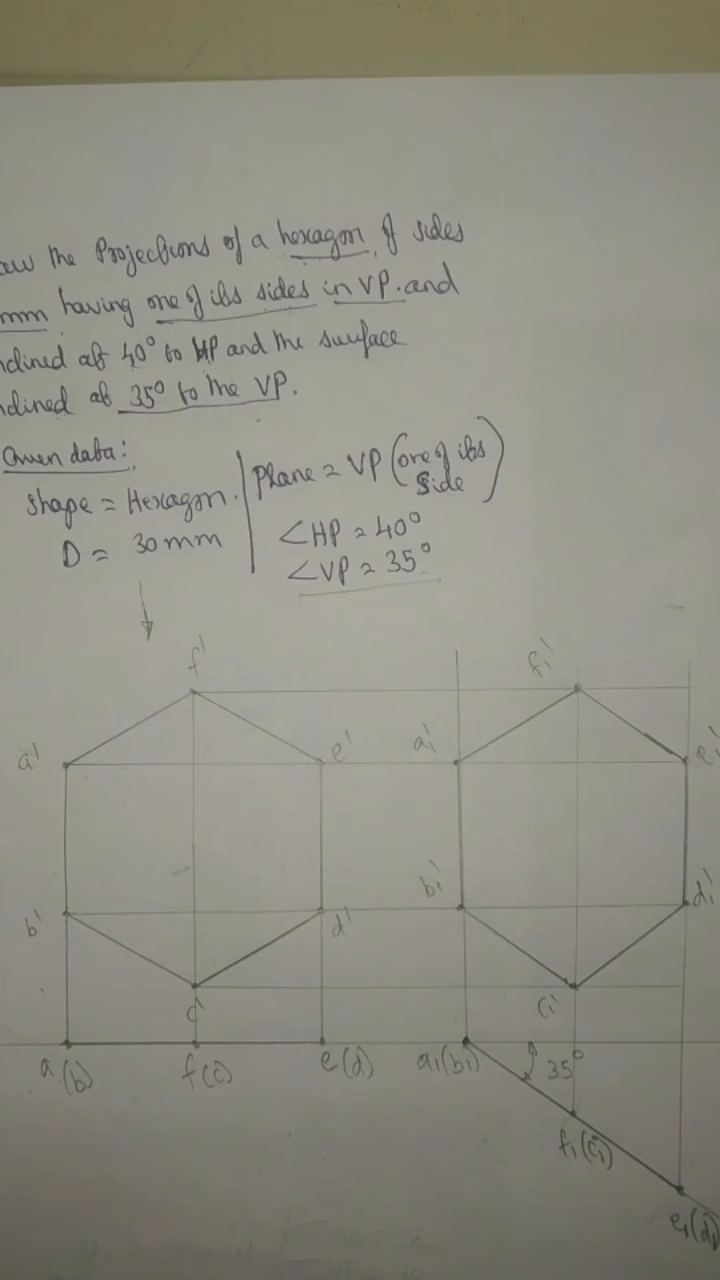 aw the Projections of a hexagon of sides
mm having one of its sides in VP. and
nclined at 40° to HP and the surface
nclined at 35° to the VP.
Given data:
shape = Hexagon.
D = 30mm
Plane = VP (one of its
Side)
∠HP = 40°
∠VP = 35°
f' f₁'
a' e' a₁' e₁'
b' d' b₁' d₁'
c' c₁'
a (b) f(c) e(d) a₁(b₁) 35°
f₁(c₁)
e₁(d₁